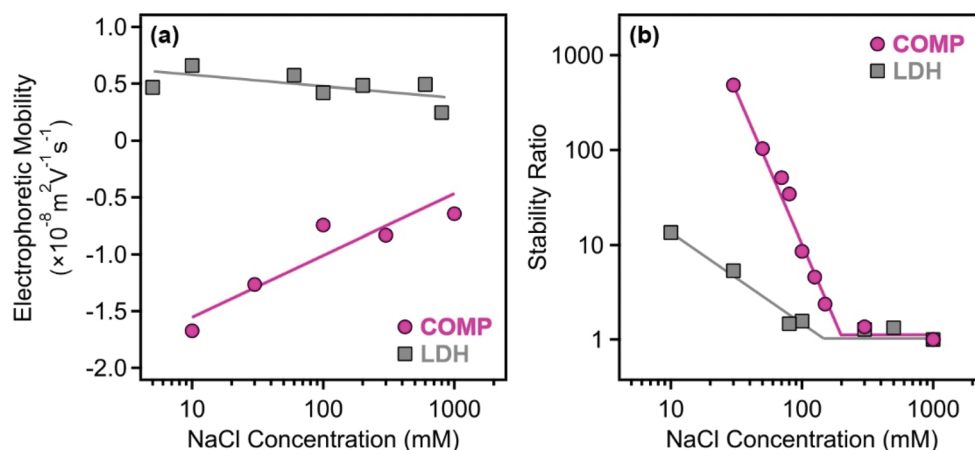 (a)
1.0
0.5
0
-0.5
-1.0
-1.5
-2.0
Electrophoretic Mobility
(×10⁻⁸ m²V⁻¹s⁻¹)
COMP
LDH
10
100
1000
NaCl Concentration (mM)
(b)
COMP
LDH
1000
100
10
1
Stability Ratio
10
100
1000
NaCl Concentration (mM)